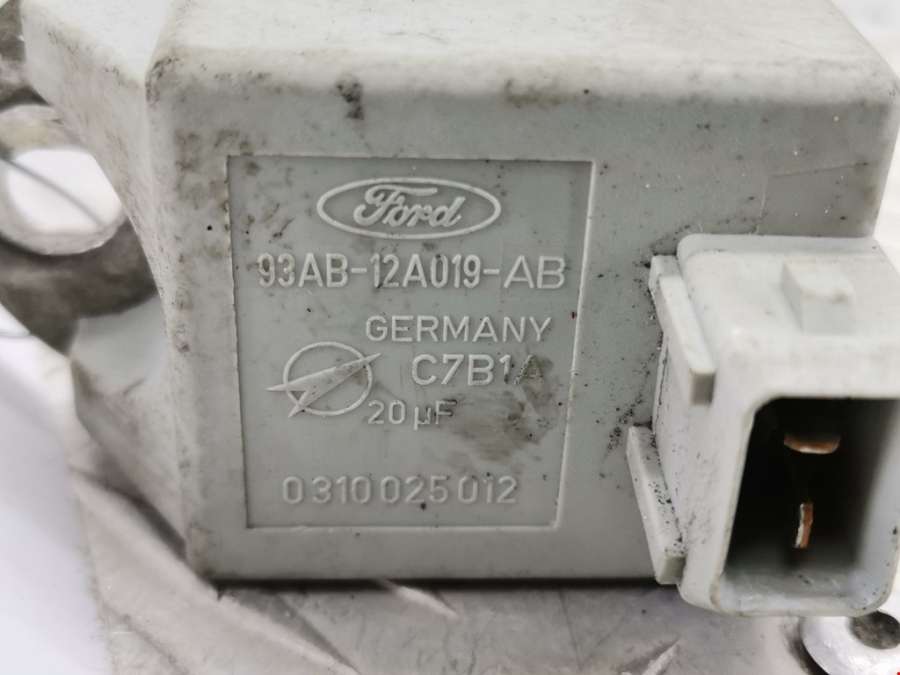 Ford
93AB-12A019-AB
GERMANY
C7B1A
20 µF
0310025012